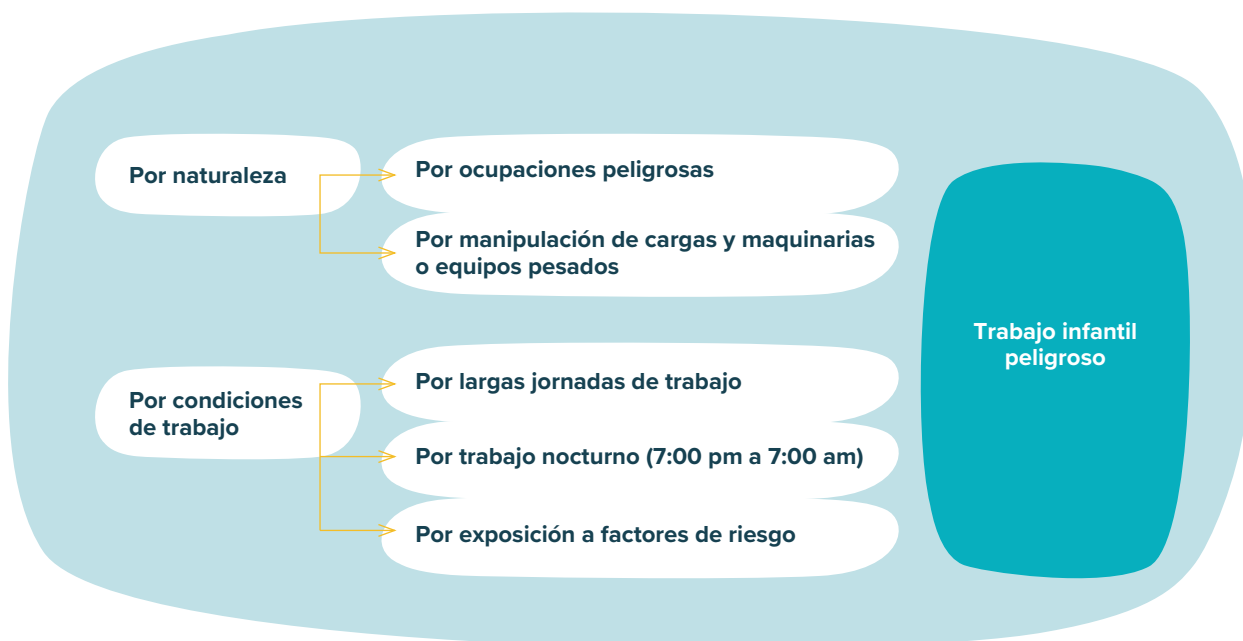 Por naturaleza
Por ocupaciones peligrosas
Por manipulación de cargas y maquinarias
o equipos pesados
Por condiciones
de trabajo
Por largas jornadas de trabajo
Por trabajo nocturno (7:00 pm a 7:00 am)
Por exposición a factores de riesgo
Trabajo infantil
peligroso